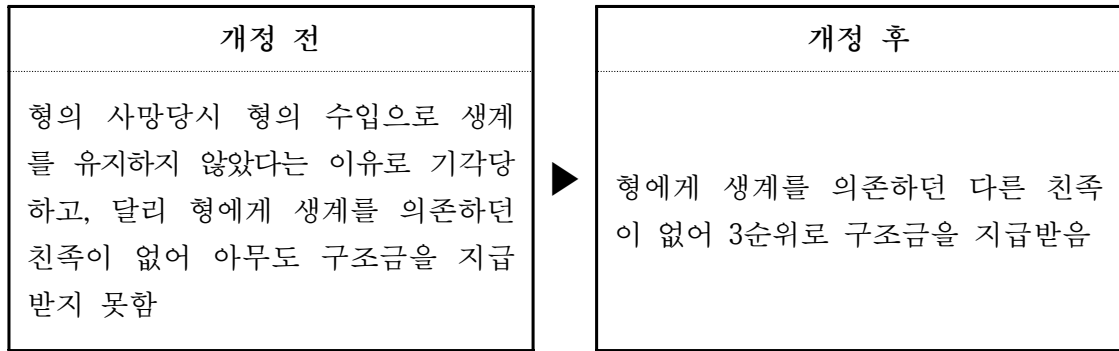 개정 전
형의 사망당시 형의 수입으로 생계
를 유지하지 않았다는 이유로 기각당
하고, 달리 형에게 생계를 의존하던
친족이 없어 아무도 구조금을 지급
받지 못함
▶
개정 후
형에게 생계를 의존하던 다른 친족
이 없어 3순위로 구조금을 지급받음